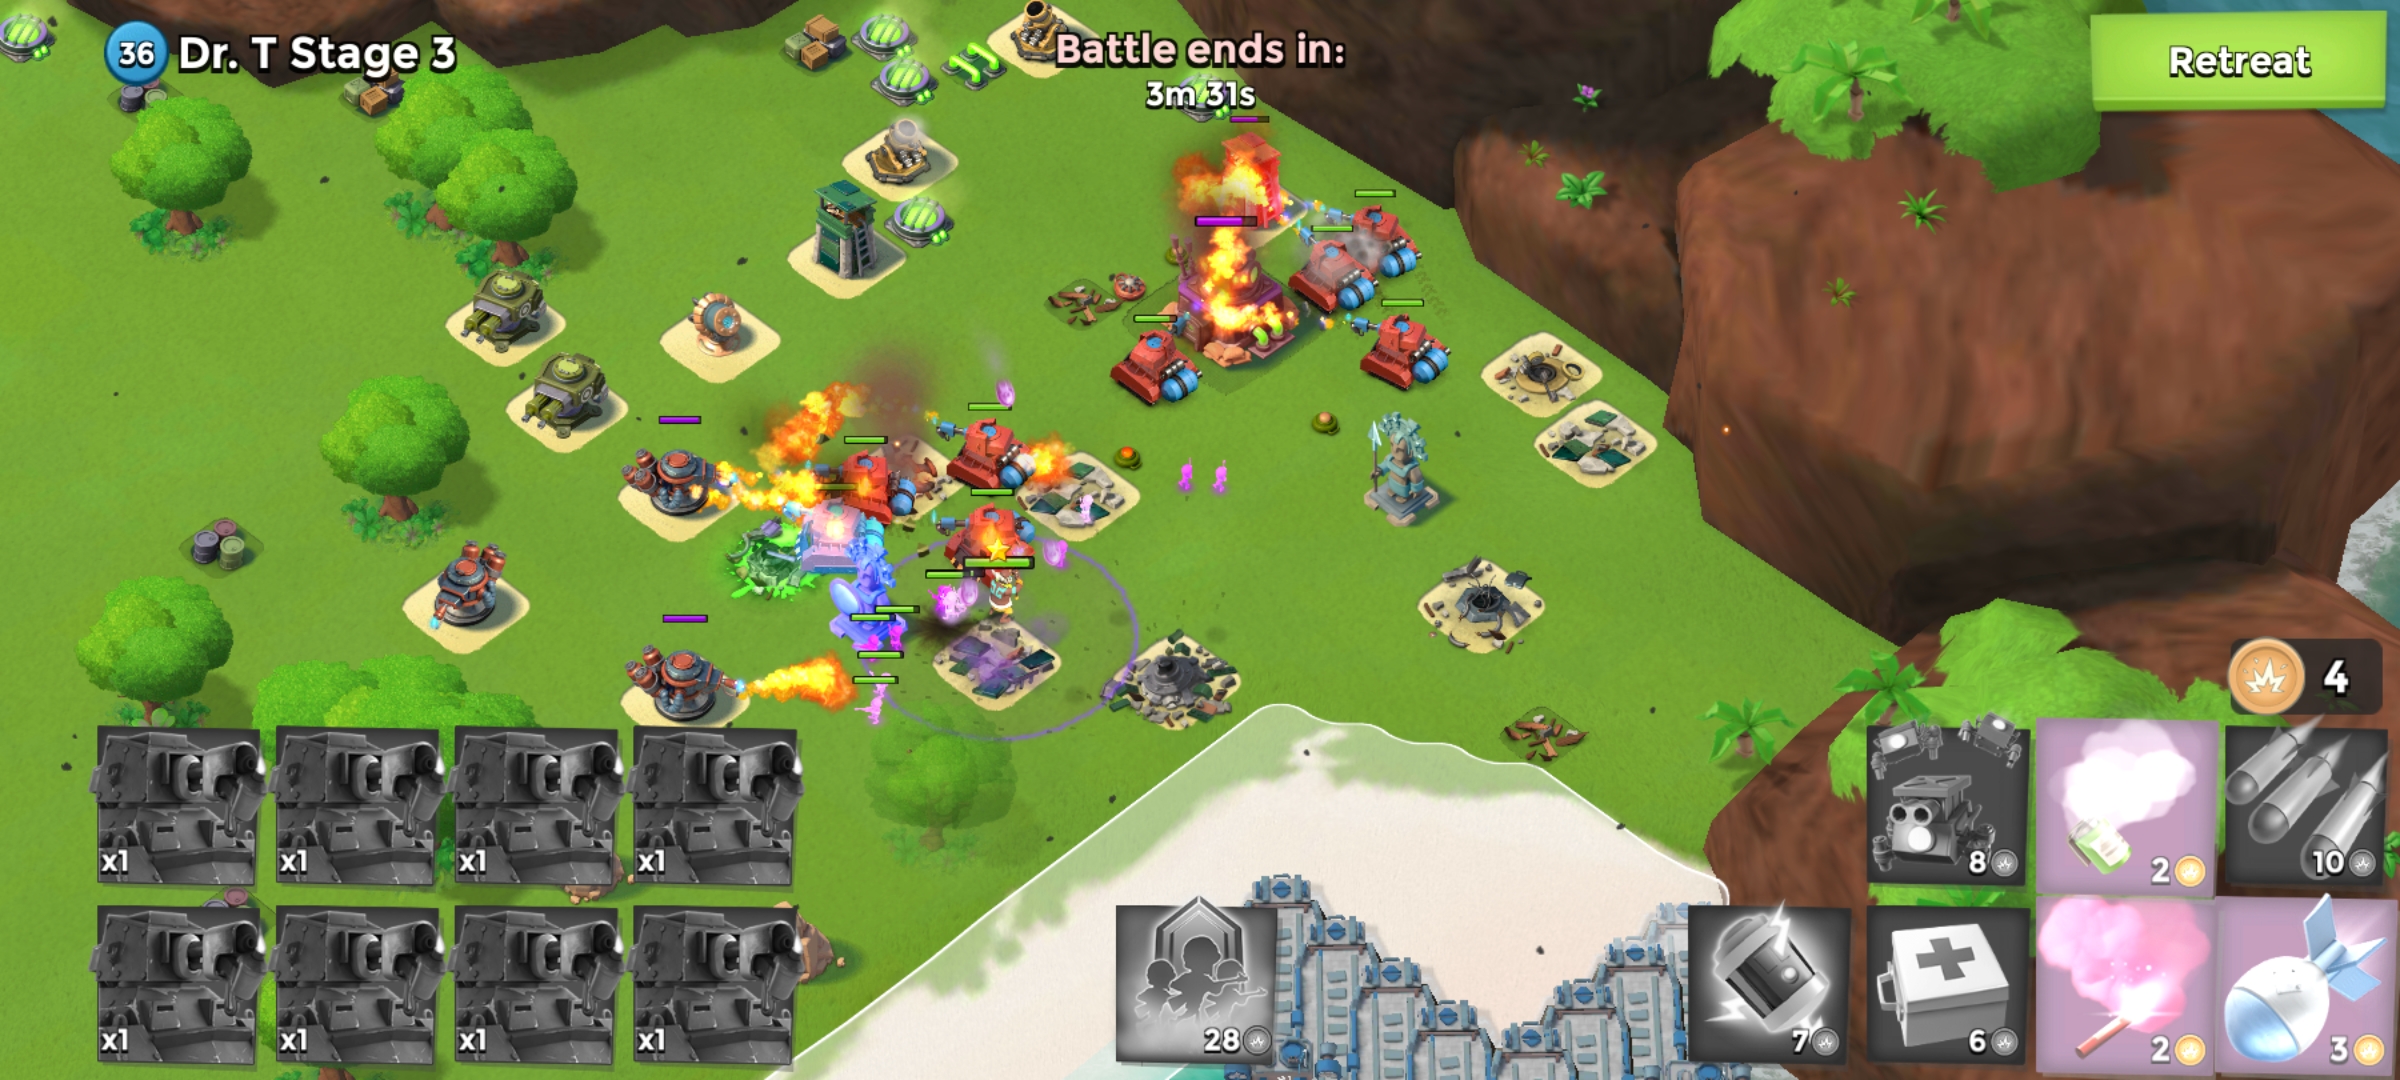 36 Dr. T Stage 3
Battle ends in:
3m 31s
Retreat
4
x1 x1 x1 x1
8 2 10
x1 x1 x1 x1
28 7 6 2 3